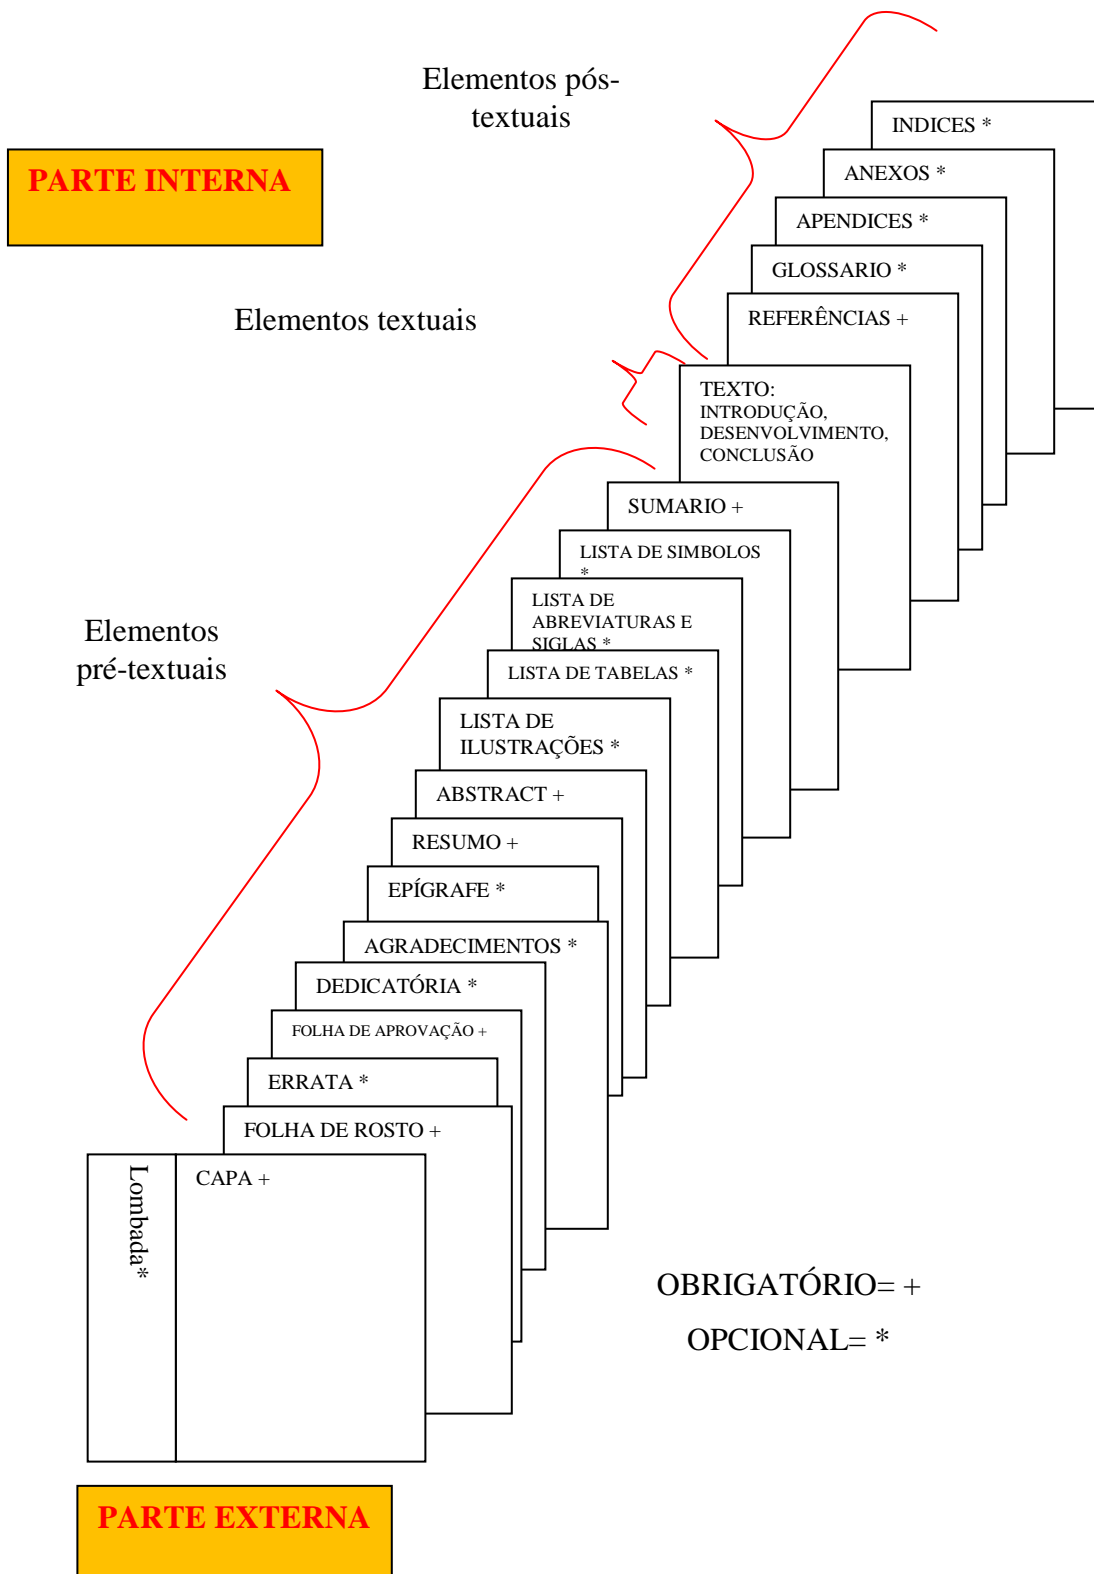 Elementos pós-
textuais
INDICES *
PARTE INTERNA
ANEXOS *
APENDICES *
GLOSSARIO *
Elementos textuais
REFERÊNCIAS +
TEXTO:
INTRODUÇÃO,
DESENVOLVIMENTO,
CONCLUSÃO
SUMARIO +
LISTA DE SIMBOLOS
*
LISTA DE
ABREVIATURAS E
SIGLAS *
Elementos
pré-textuais
LISTA DE TABELAS *
LISTA DE
ILUSTRAÇÕES *
ABSTRACT +
RESUMO +
EPÍGRAFE *
AGRADECIMENTOS *
DEDICATÓRIA *
FOLHA DE APROVAÇÃO +
ERRATA *
FOLHA DE ROSTO +
Lombada*
CAPA +
OBRIGATÓRIO= +
OPCIONAL= *
PARTE EXTERNA